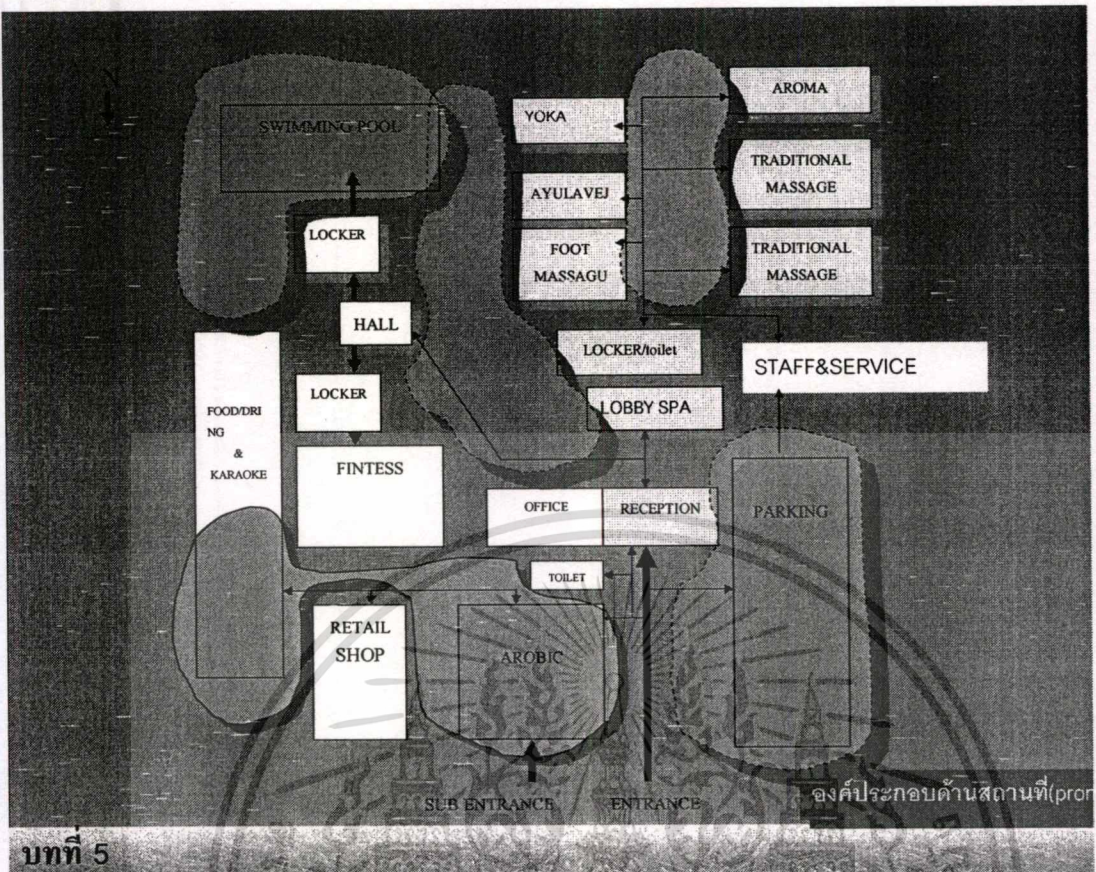 SWIMMING POOL
YOKA
AROMA
AYULAVEJ
TRADITIONAL
MASSAGE
LOCKER
FOOT
MASSAGU
TRADITIONAL
MASSAGE
HALL
LOCKER/toilet
STAFF&SERVICE
LOCKER
LOBBY SPA
FOOD/DRI
NG
&
KARAOKE
FINTESS
OFFICE
RECEPTION
PARKING
TOILET
RETAIL
SHOP
AROBIC
SUB ENTRANCE
ENTRANCE
องค์ประกอบด้านสถานที่(pron
บทที่ 5